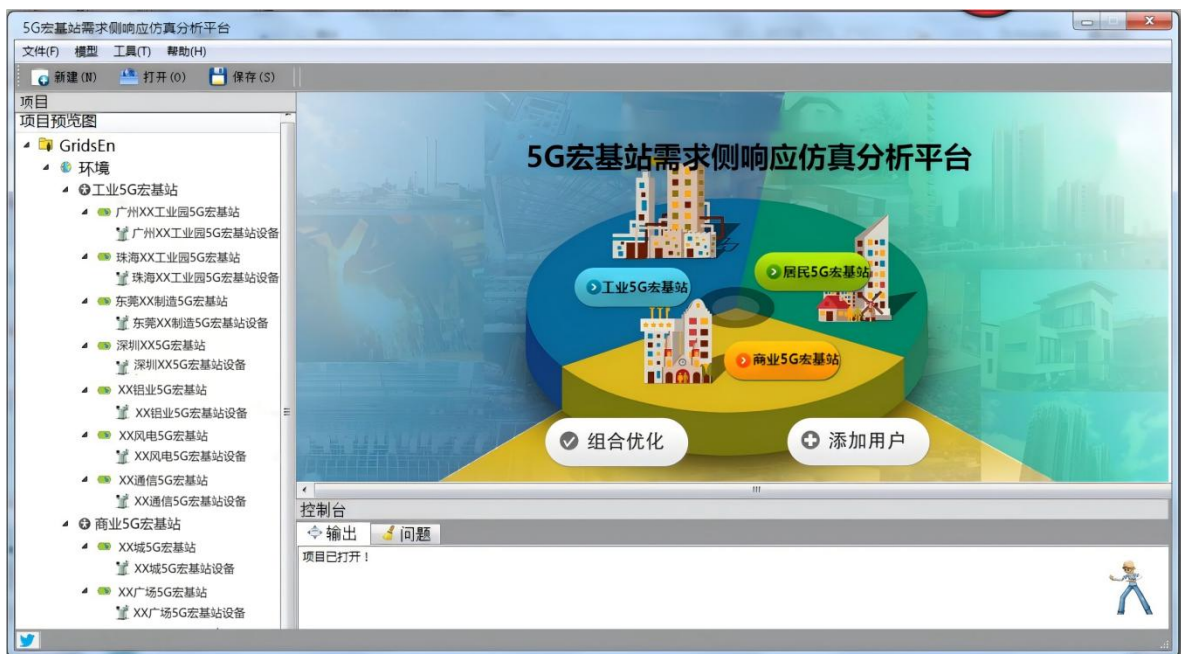 5G宏基站需求侧响应仿真分析平台
文件(F) 模型 工具(T) 帮助(H)
新建(N) 打开(O) 保存(S)
项目
项目预览图
GridsEn
环境
工业5G宏基站
广州XX工业园5G宏基站
广州XX工业园5G宏基站设备
珠海XX工业园5G宏基站
珠海XX工业园5G宏基站设备
东莞XX制造5G宏基站
东莞XX制造5G宏基站设备
深圳XX5G宏基站
深圳XX5G宏基站设备
XX铝业5G宏基站
XX铝业5G宏基站设备
XX风电5G宏基站
XX风电5G宏基站设备
XX通信5G宏基站
XX通信5G宏基站设备
商业5G宏基站
XX城5G宏基站
XX城5G宏基站设备
XX广场5G宏基站
XX广场5G宏基站设备
5G宏基站需求侧响应仿真分析平台
工业5G宏基站
居民5G宏基站
商业5G宏基站
组合优化
添加用户
控制台
输出 问题
项目已打开！